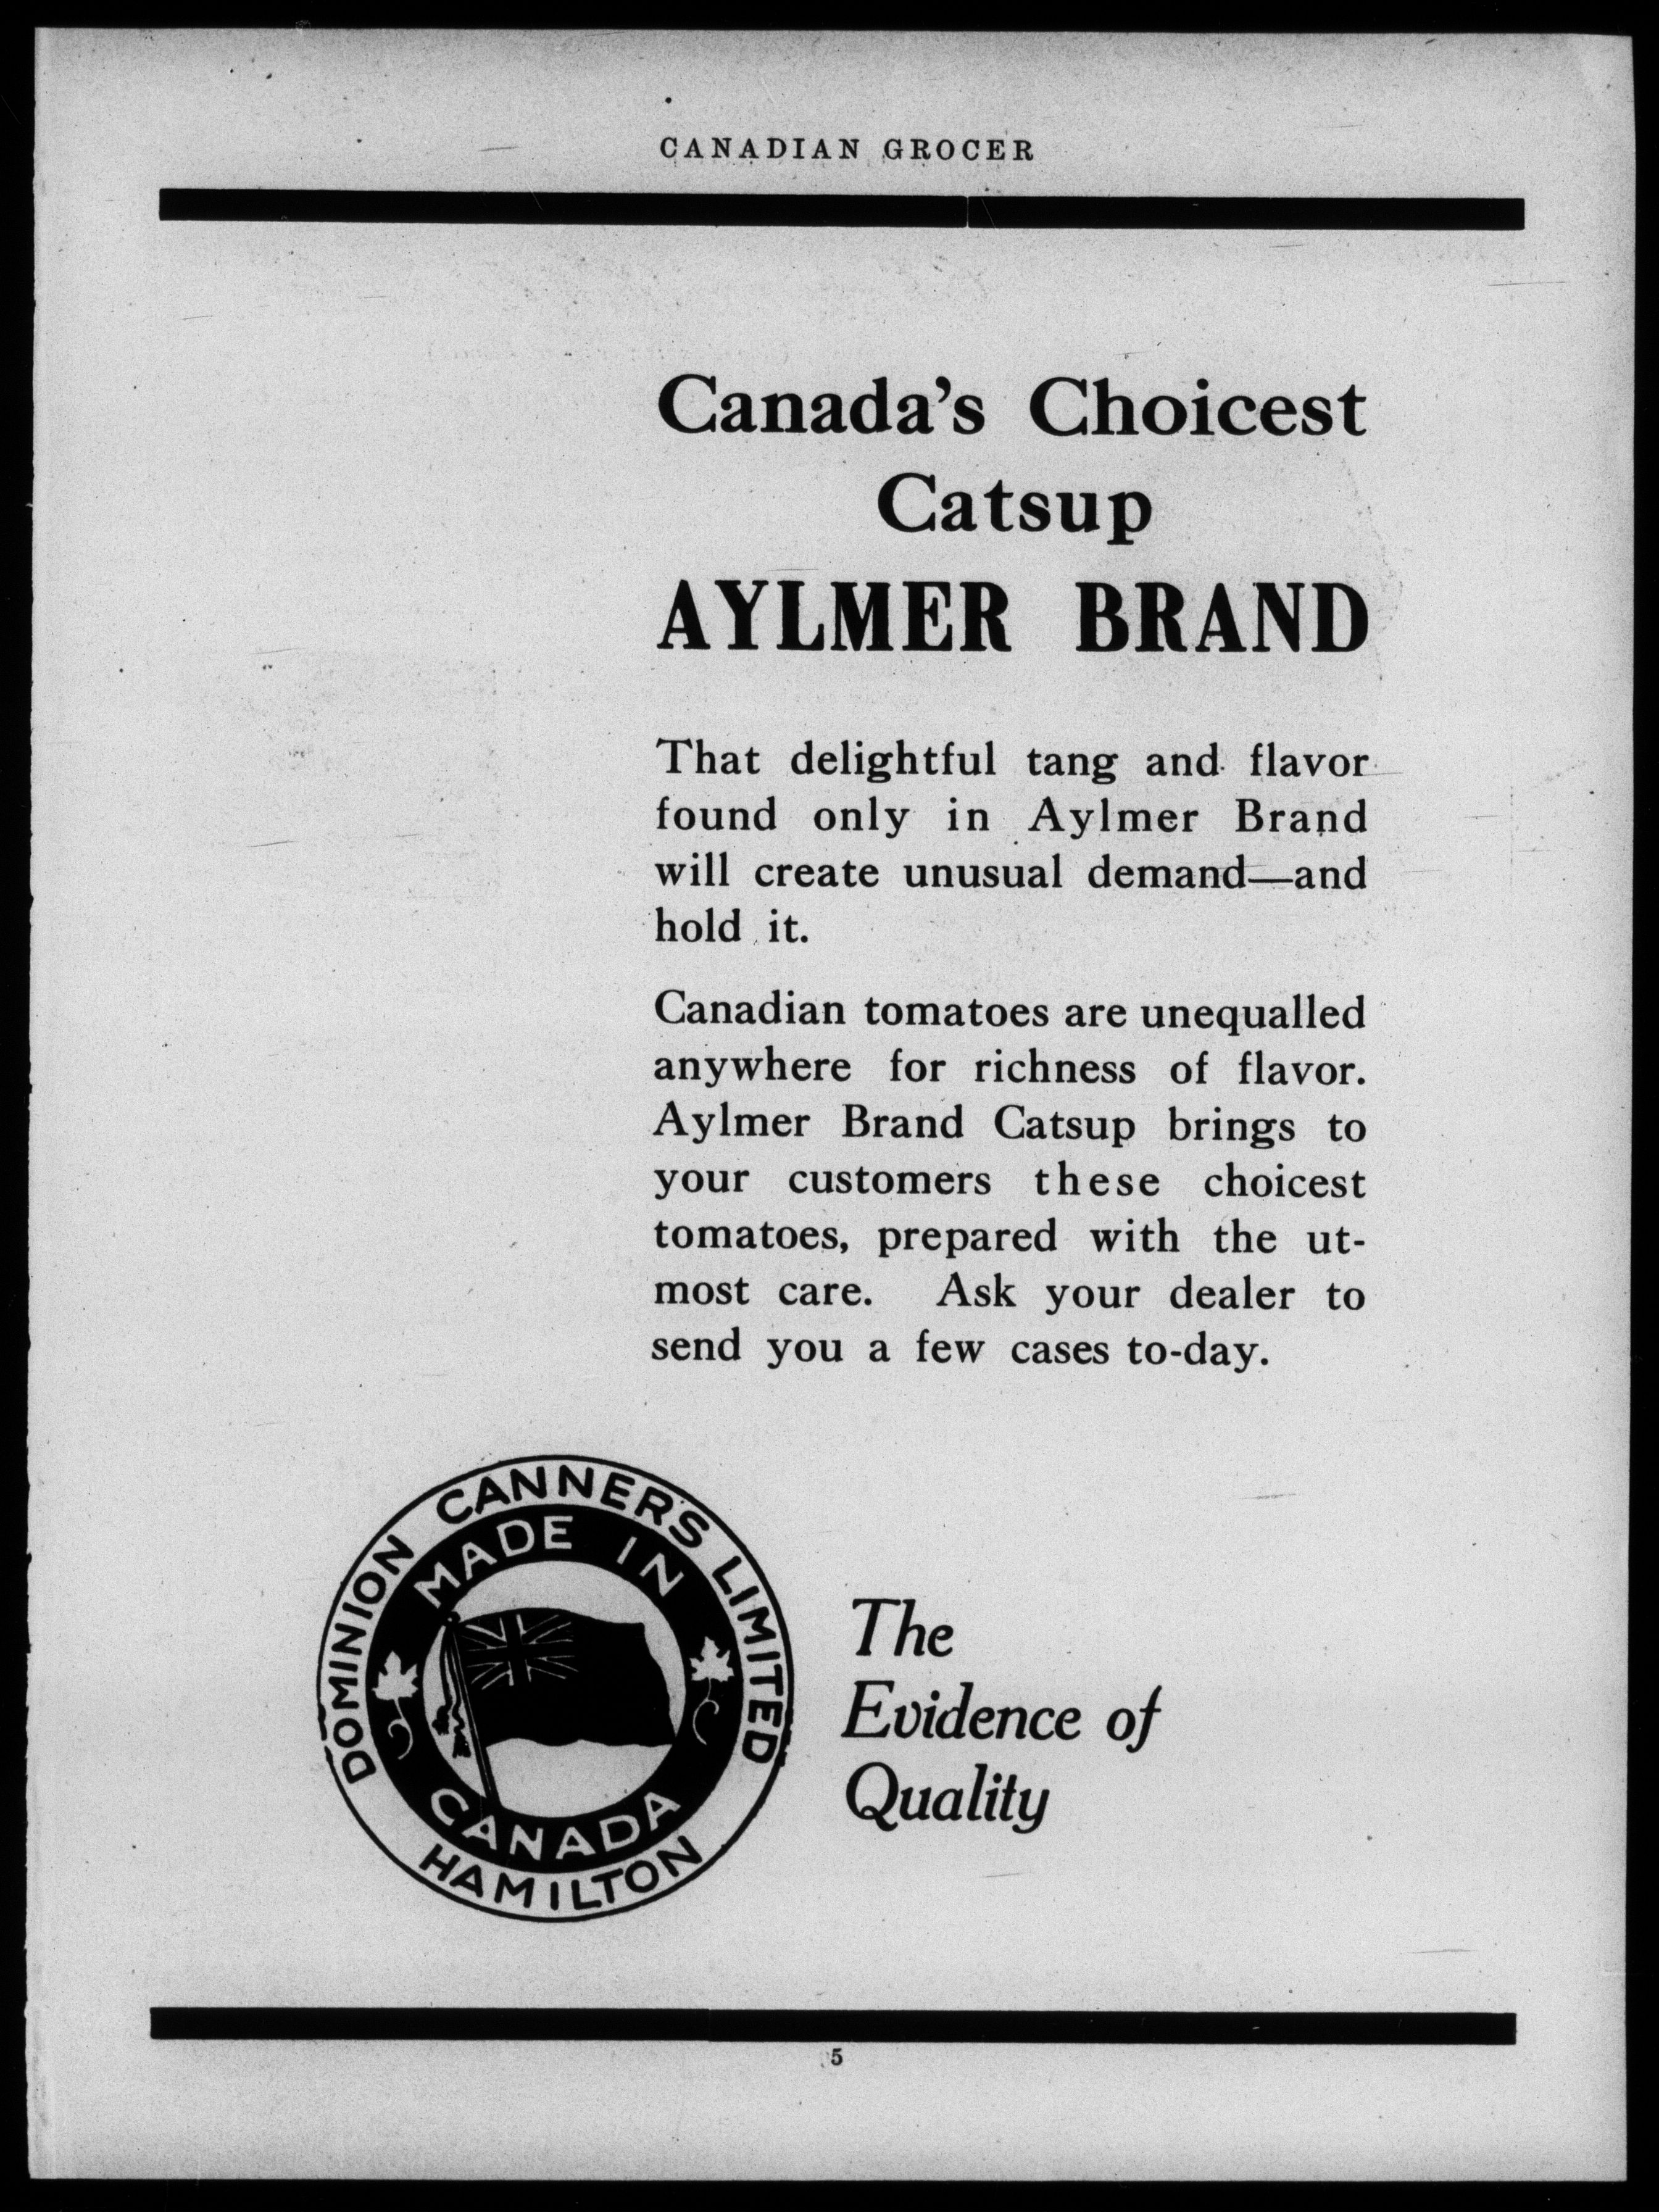 CANADIAN GROCER
Canada's Choicest
Catsup
AYLMER BRAND
That delightful tang and flavor
found only in Aylmer Brand
will create unusual demand—and
hold it.
Canadian tomatoes are unequalled
anywhere for richness of flavor.
Aylmer Brand Catsup brings to
your customers these choicest
tomatoes, prepared with the ut-
most care. Ask your dealer to
send you a few cases to-day.
DOMINION CANNERS LIMITED
MADE IN
CANADA
HAMILTON
The
Evidence of
Quality
5